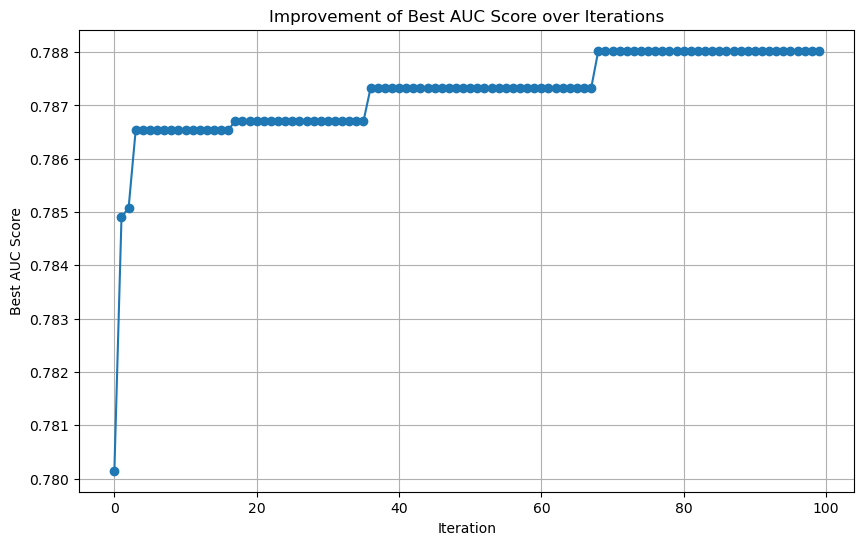 Improvement of Best AUC Score over Iterations
0.788
0.787
0.786
0.785
0.784
0.783
0.782
0.781
0.780
Best AUC Score
0 20 40 60 80 100
Iteration